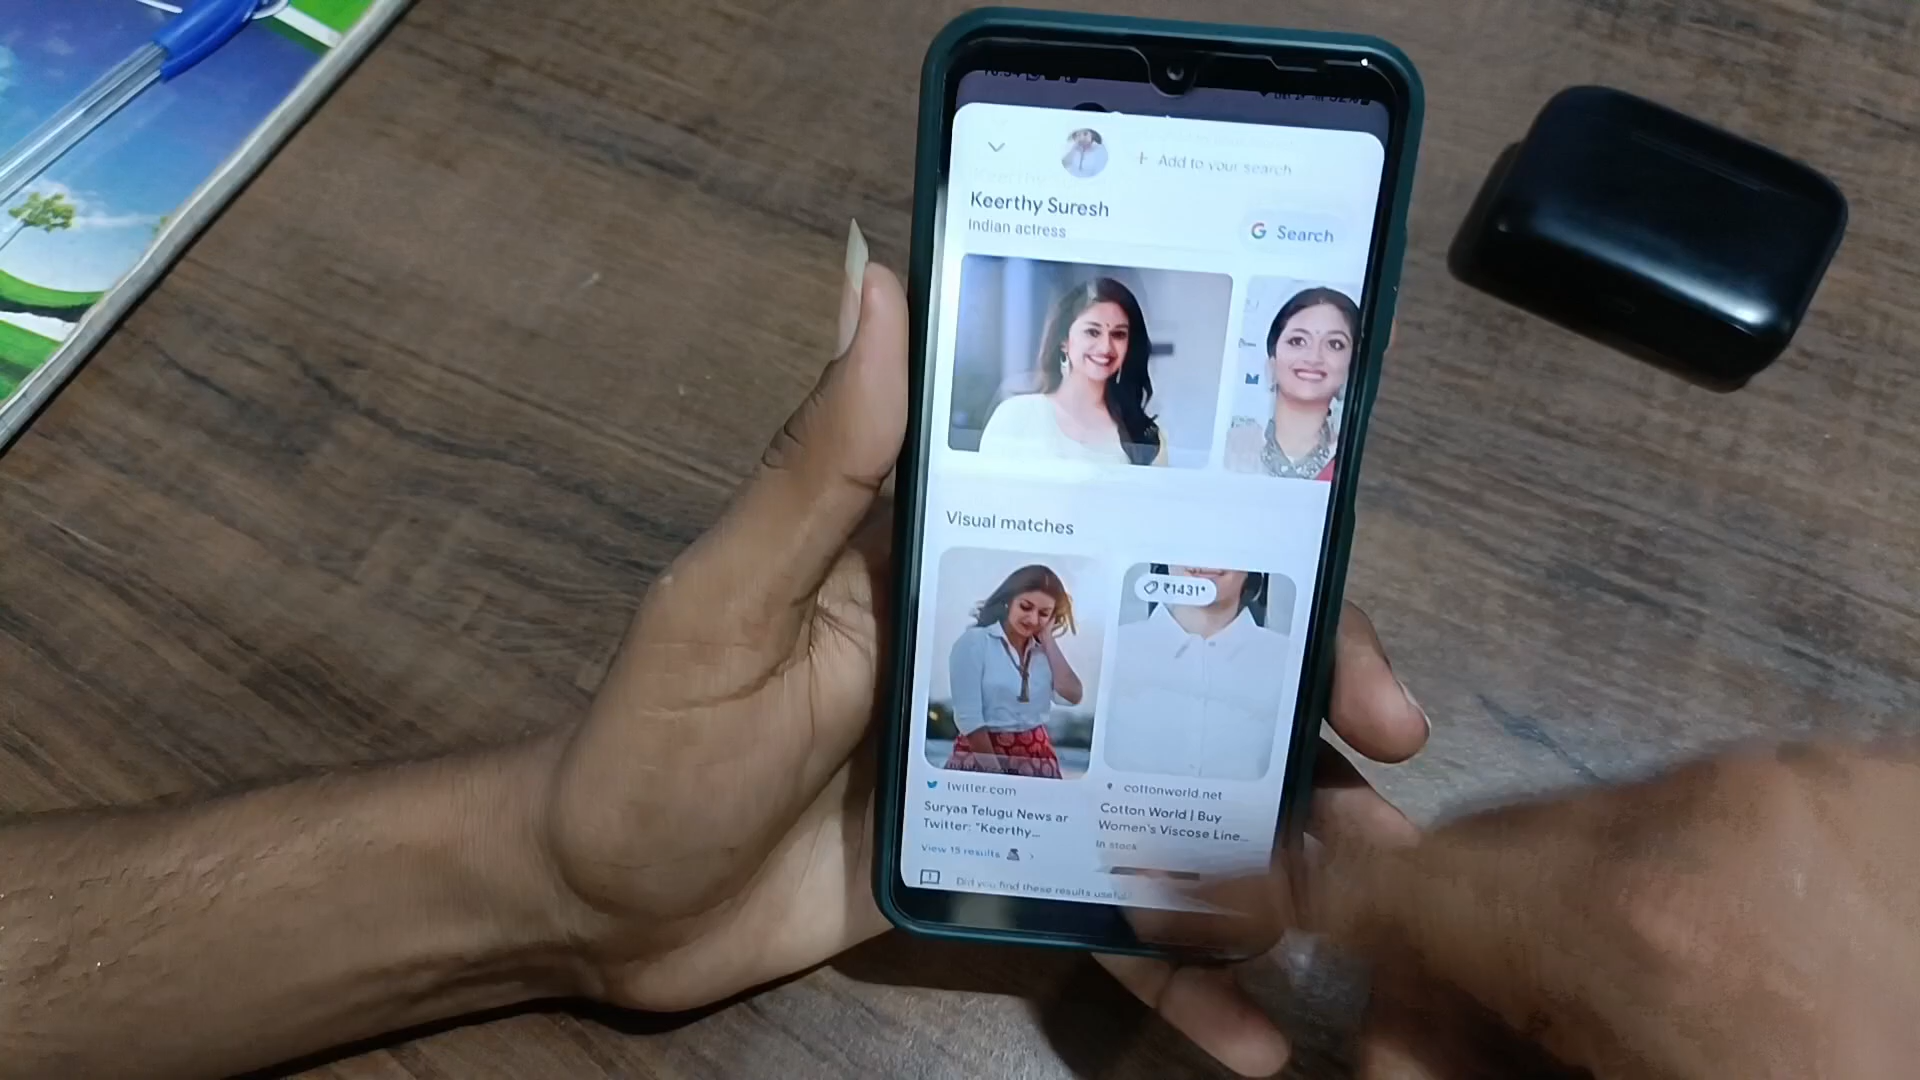 + Add to your search
Keerthy Suresh
Indian actress
Search
Visual matches
₹1431*
twitter.com
Suryaa Telugu News ar
Twitter: "Keerthy...
View 15 results
cottonworld.net
Cotton World | Buy
Women's Viscose Line...
In stock
Did you find these results useful?